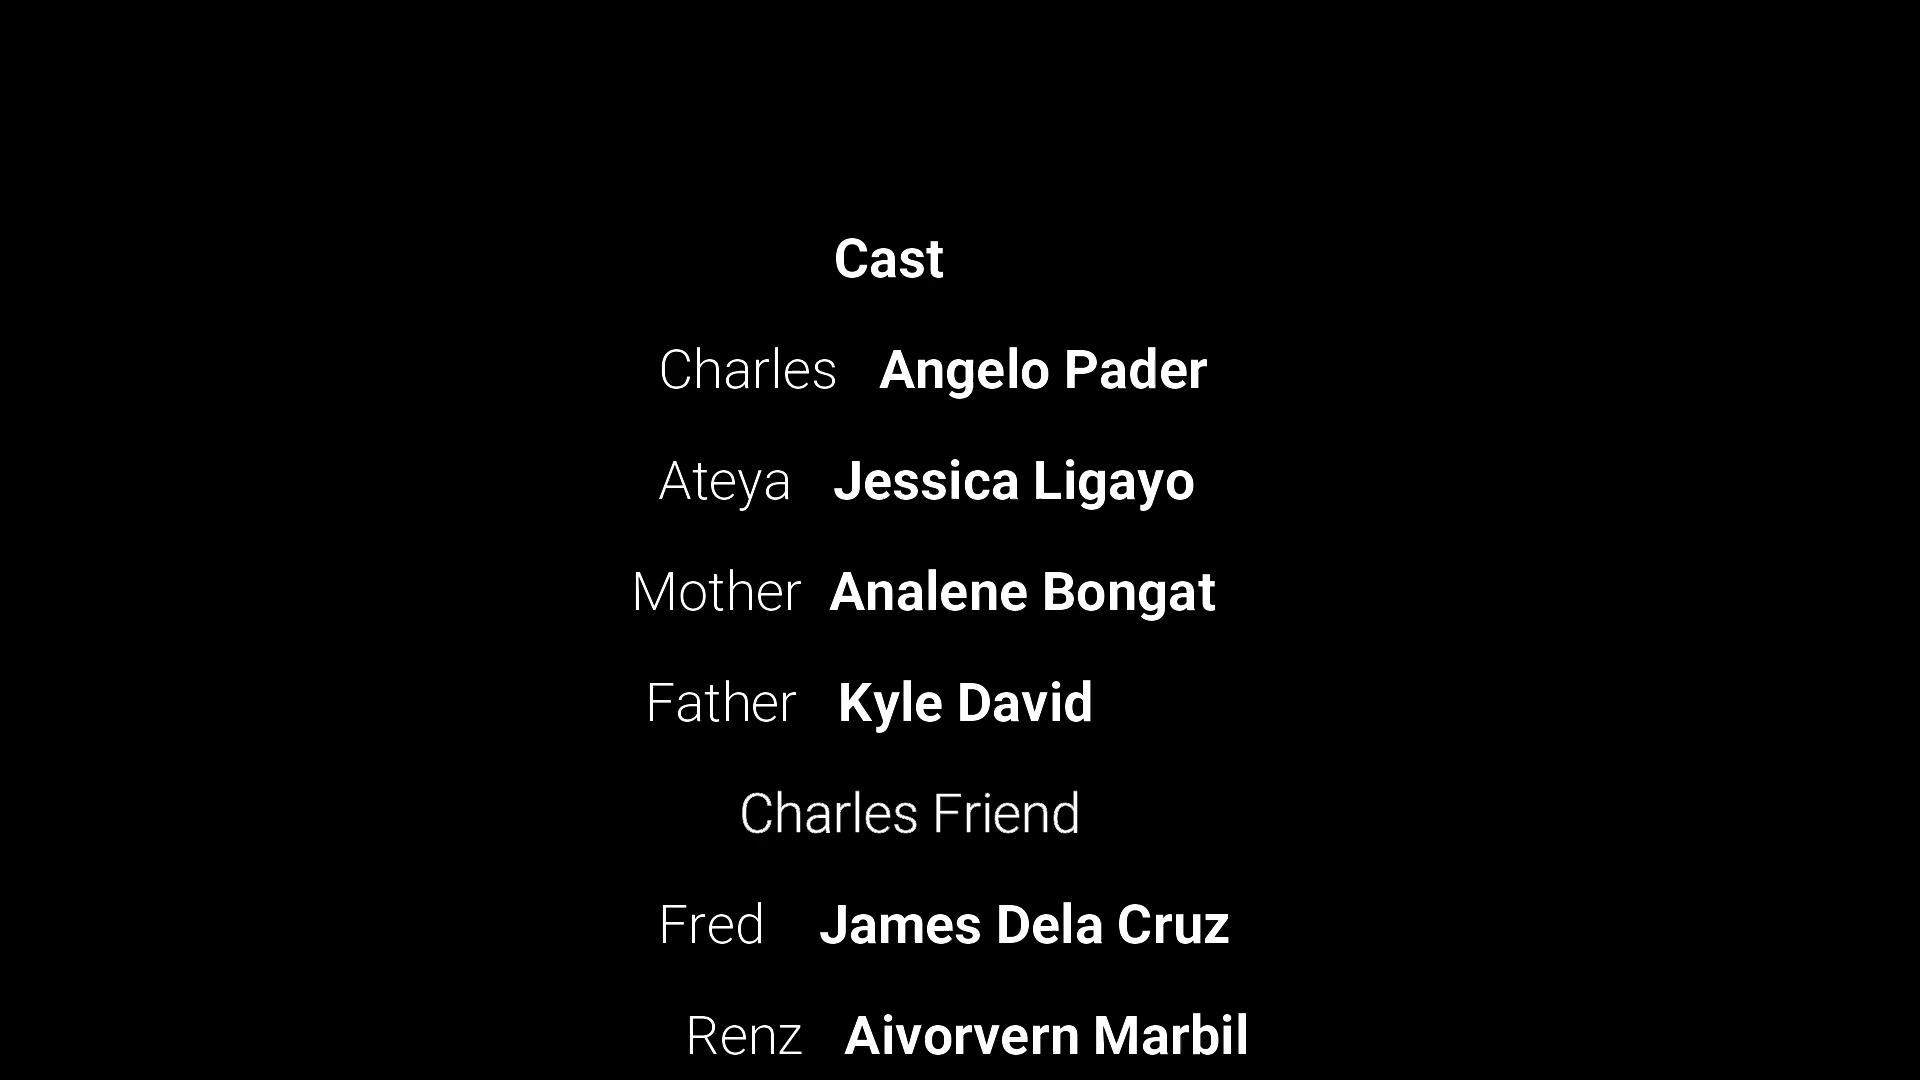 Cast
Charles Angelo Pader
Ateya Jessica Ligayo
Mother Analene Bongat
Father Kyle David
Charles Friend
Fred James Dela Cruz
Renz Aivorvern Marbil